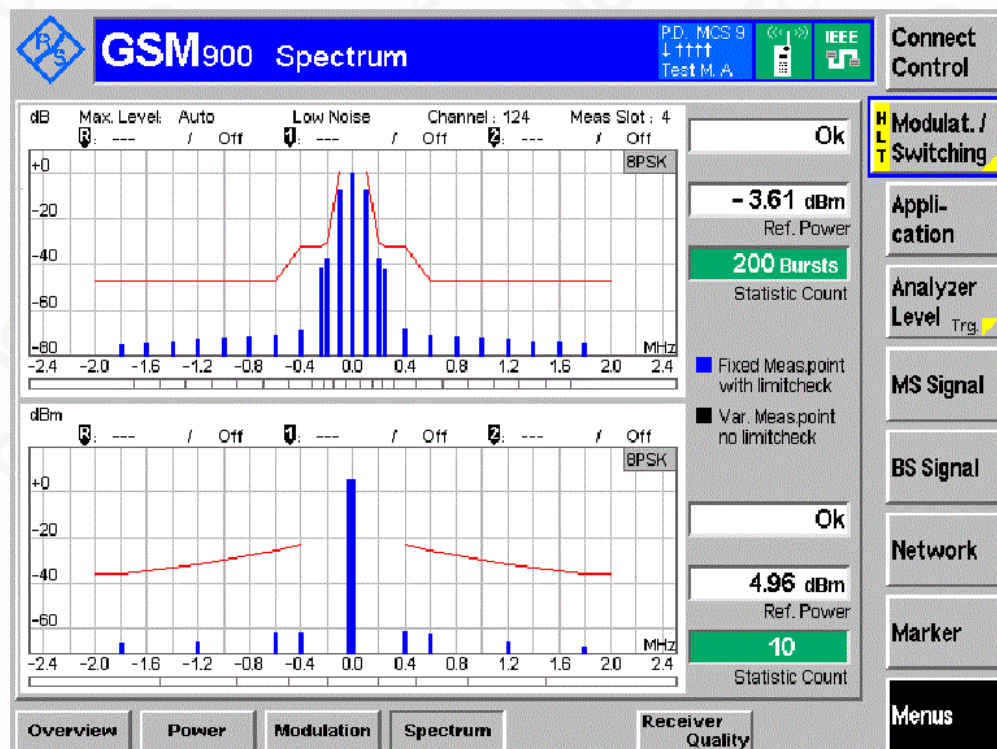 R/S
GSM900 Spectrum
P.D. MCS 9
↓ ↑↑↑↑
Test M. A
IEEE
Connect
Control
H
L
T
Modulat. /
Switching
Appli-
cation
Analyzer
Level Trg.
MS Signal
BS Signal
Network
Marker
Menus
dB Max. Level: Auto Low Noise Channel : 124 Meas Slot : 4
R: --- / Off 1: --- / Off 2: --- / Off
8PSK
+0
-20
-40
-60
-80
MHz
-2.4 -2.0 -1.6 -1.2 -0.8 -0.4 0.0 0.4 0.8 1.2 1.6 2.0 2.4
Ok
- 3.61 dBm
Ref. Power
200 Bursts
Statistic Count
Fixed Meas.point
with limitcheck
Var. Meas.point
no limitcheck
dBm
R: --- / Off 1: --- / Off 2: --- / Off
8PSK
+0
-20
-40
-60
MHz
-2.4 -2.0 -1.6 -1.2 -0.8 -0.4 0.0 0.4 0.8 1.2 1.6 2.0 2.4
Ok
4.96 dBm
Ref. Power
10
Statistic Count
Overview
Power
Modulation
Spectrum
Receiver
Quality